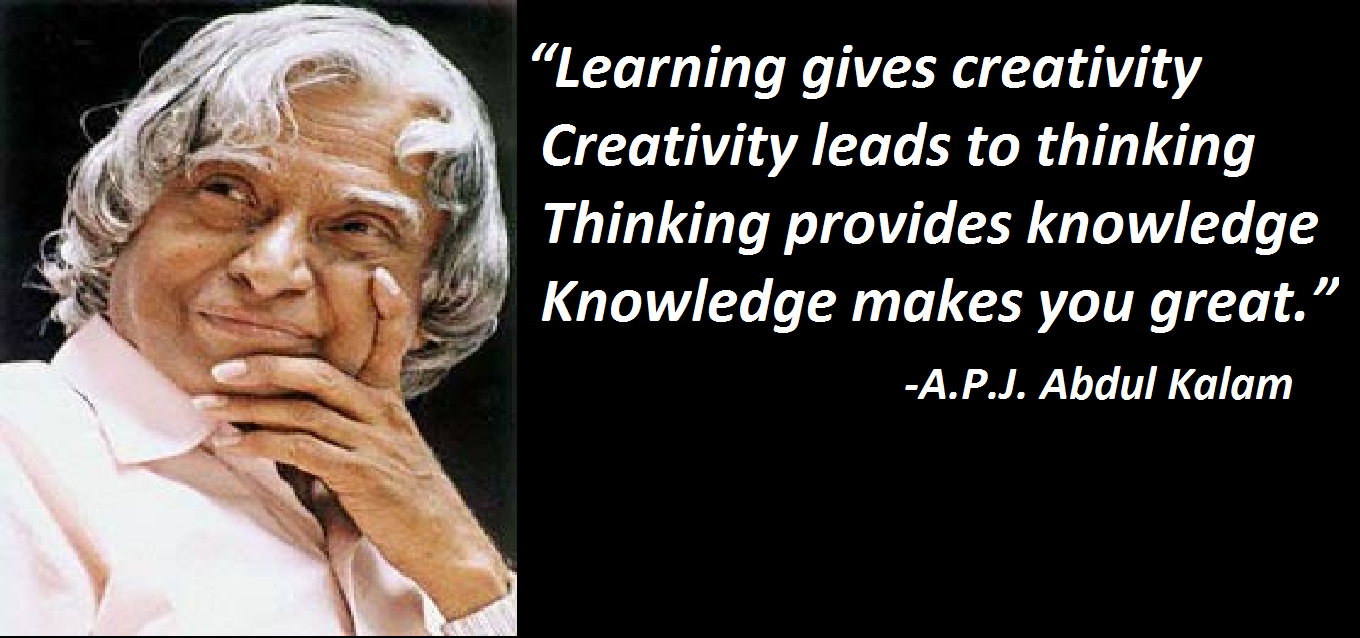 “Learning gives creativity
Creativity leads to thinking
Thinking provides knowledge
Knowledge makes you great.”
-A.P.J. Abdul Kalam